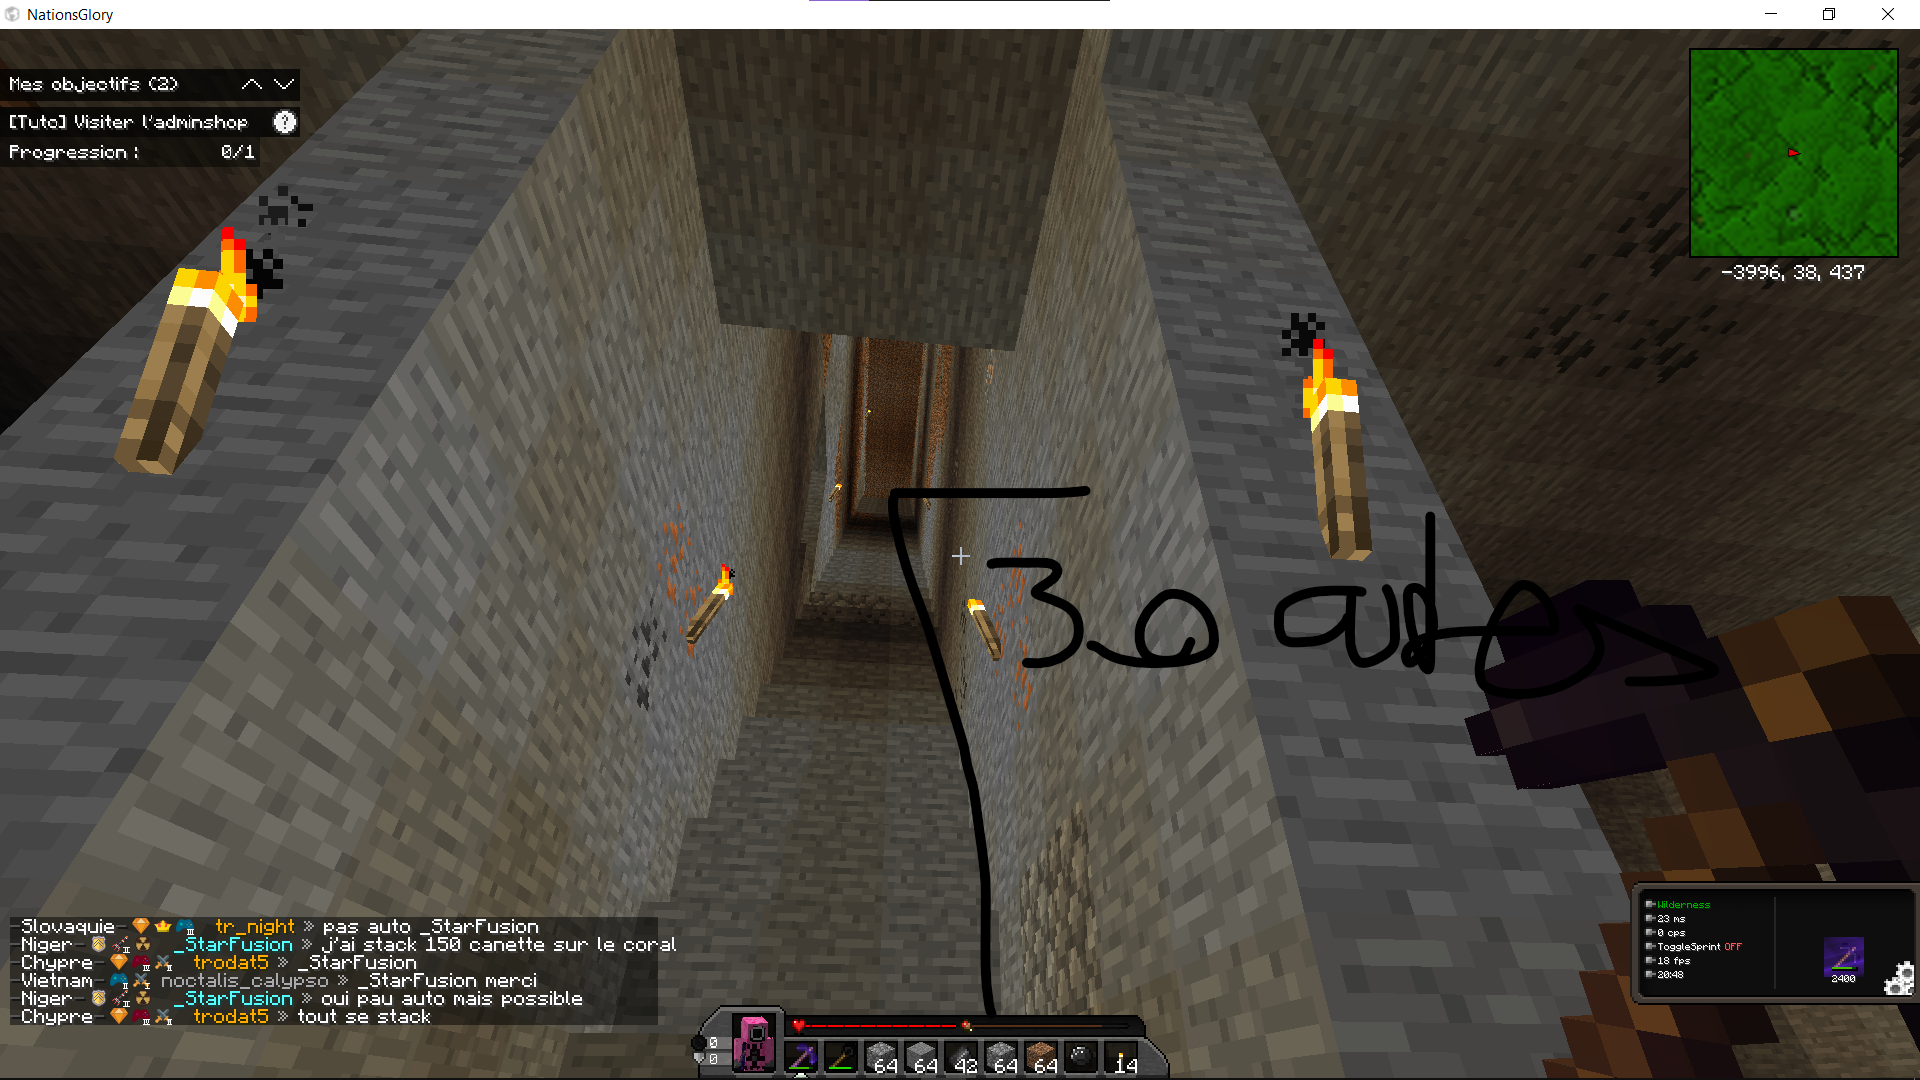 NationsGlory
Mes objectifs (2)
[Tuto] Visiter l'adminshop
?
Progression : 0/1
-3996, 38, 437
30
Slovaquie - tr_night » pas auto _StarFusion
Niger - _StarFusion » j'ai stack 150 canette sur le coral
Chypre - trodat5 » _StarFusion
Vietnam - noctalis_calypso » _StarFusion merci
Niger - _StarFusion » oui pau auto mais possible
Chypre - trodat5 » tout se stack
Wilderness
23 ms
0 cps
ToggleSprint OFF
18 fps
20:48
2400
0
0
64 64 42 64 64 14